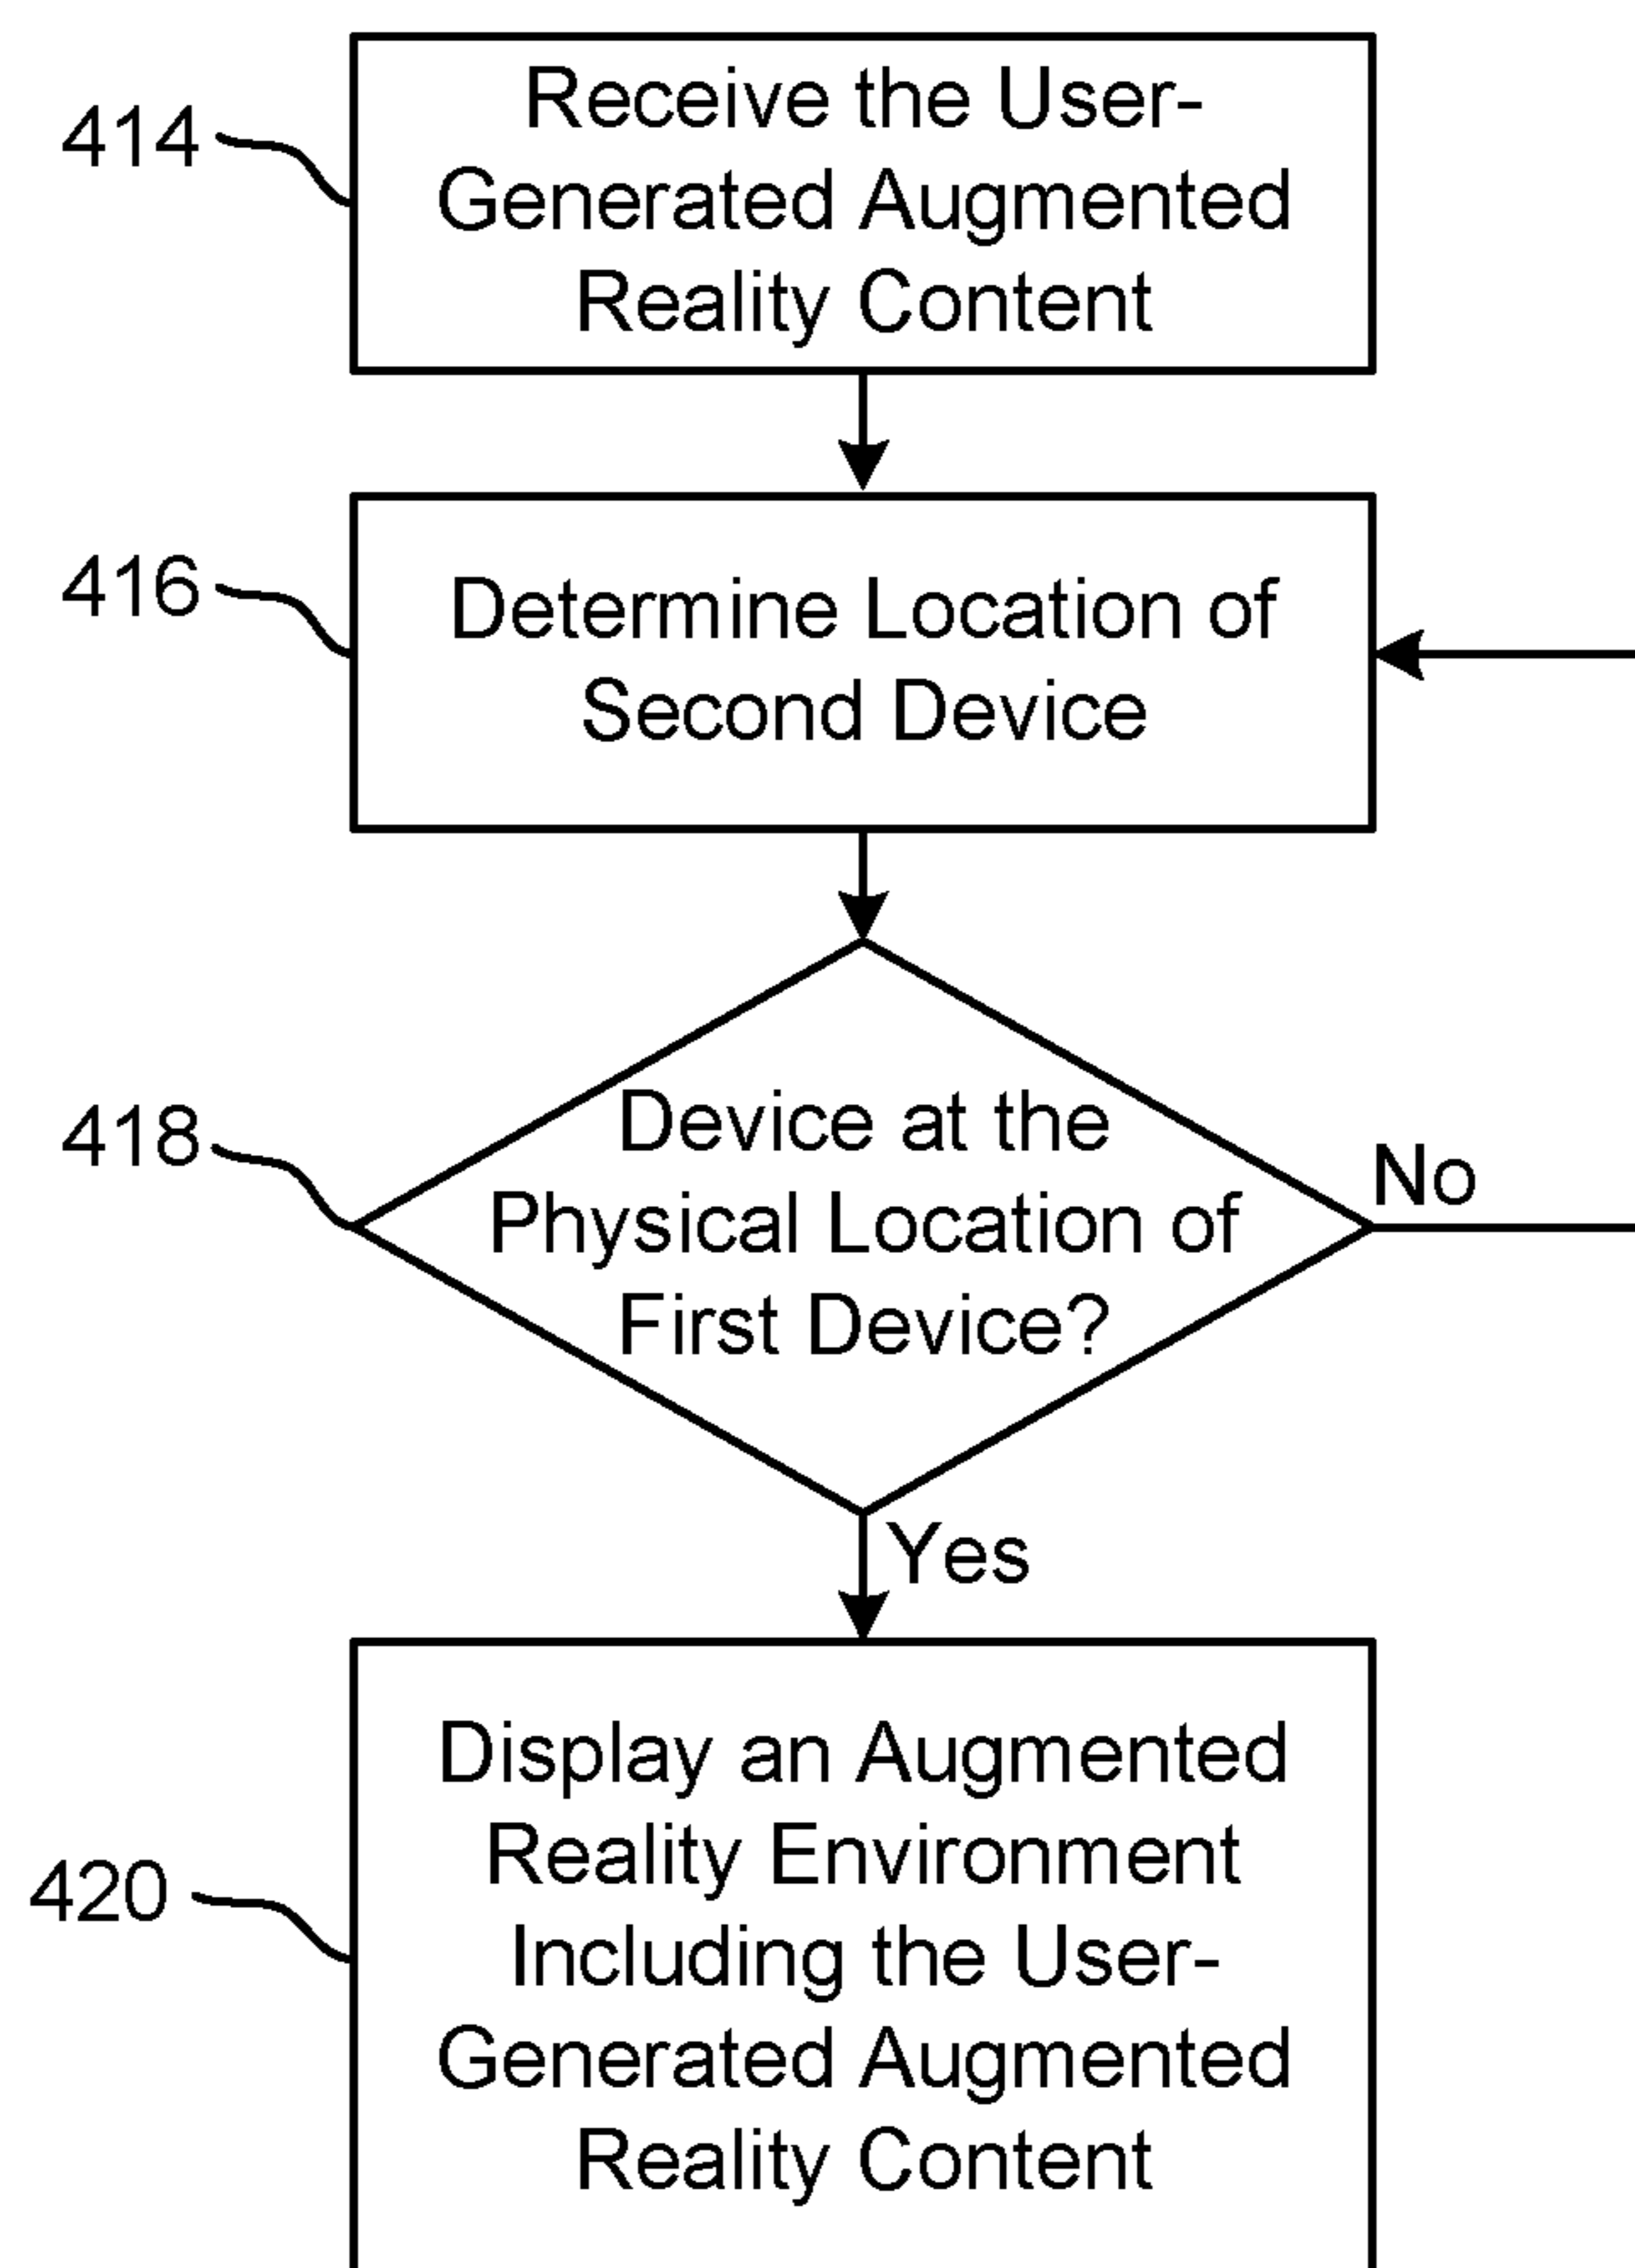 414
Receive the User-
Generated Augmented
Reality Content
416
Determine Location of
Second Device
418
Device at the
Physical Location of
First Device?
No
Yes
420
Display an Augmented
Reality Environment
Including the User-
Generated Augmented
Reality Content